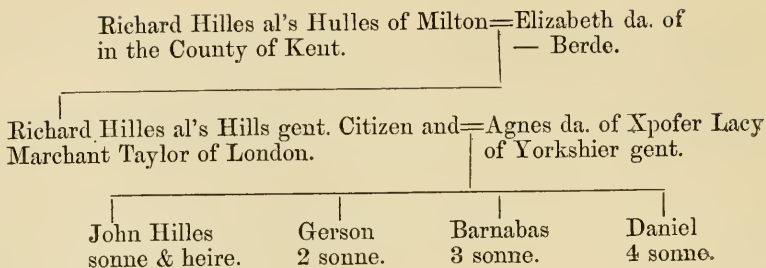 Richard Hilles al's Hulles of Milton=Elizabeth da. of
in the County of Kent. — Berde.
Richard Hilles al's Hills gent. Citizen and=Agnes da. of Xpofer Lacy
Marchant Taylor of London. of Yorkshier gent.
John Hilles Gerson Barnabas Daniel
sonne & heire. 2 sonne. 3 sonne. 4 sonne.